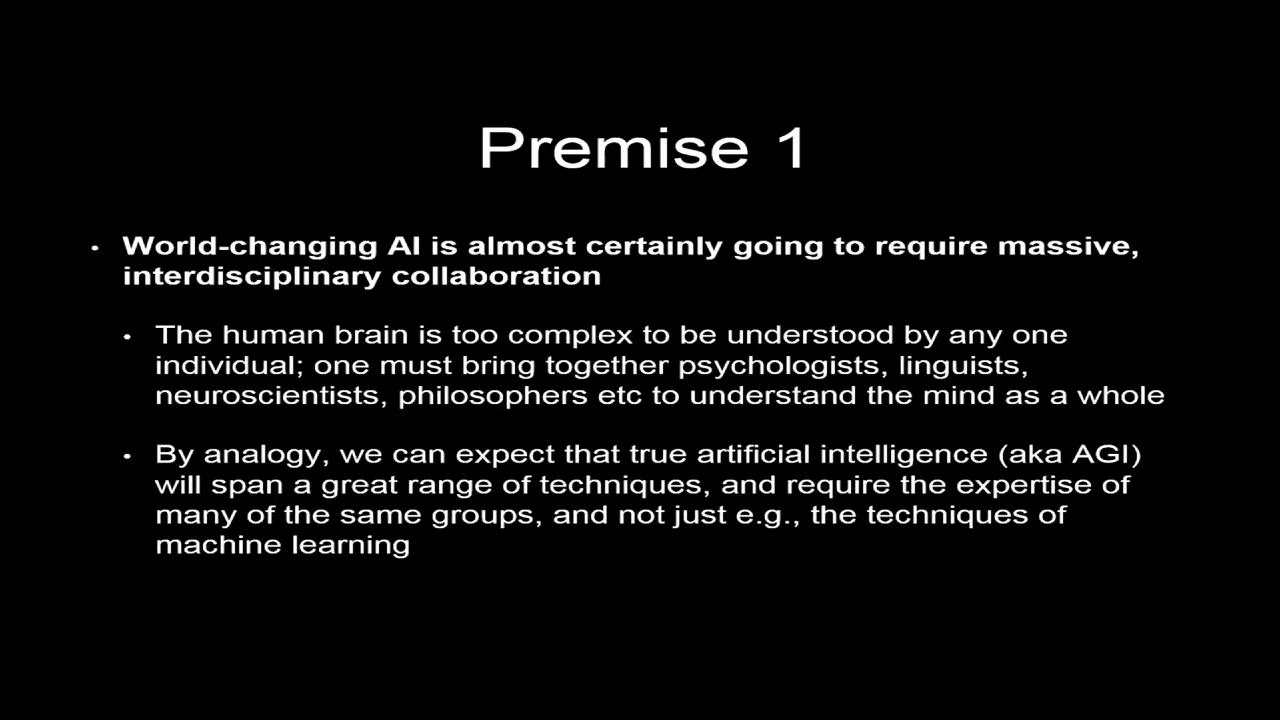 Premise 1
• World-changing AI is almost certainly going to require massive,
interdisciplinary collaboration
• The human brain is too complex to be understood by any one
individual; one must bring together psychologists, linguists,
neuroscientists, philosophers etc to understand the mind as a whole
• By analogy, we can expect that true artificial intelligence (aka AGI)
will span a great range of techniques, and require the expertise of
many of the same groups, and not just e.g., the techniques of
machine learning